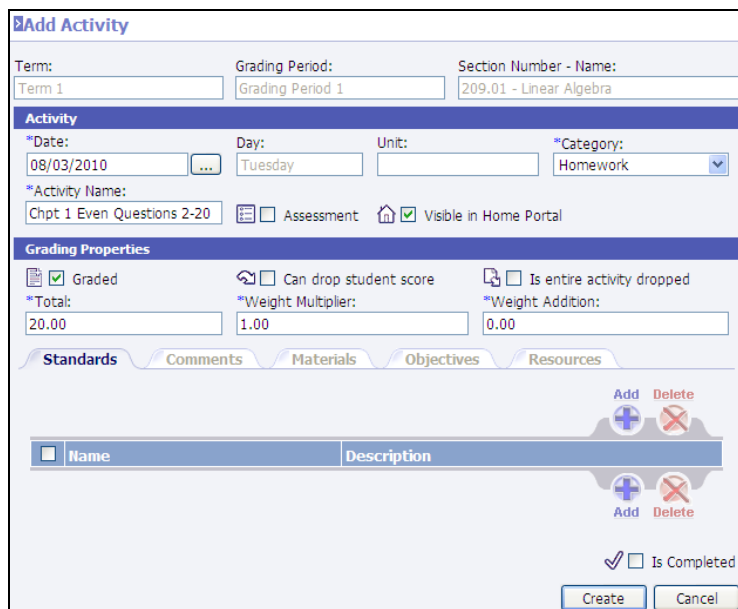 Add Activity
Term: Grading Period: Section Number - Name:
Term 1 Grading Period 1 209.01 - Linear Algebra
Activity
*Date: Day: Unit: *Category:
08/03/2010 ... Tuesday Homework
*Activity Name:
Chpt 1 Even Questions 2-20 Assessment Visible in Home Portal
Grading Properties
Graded Can drop student score Is entire activity dropped
*Total: *Weight Multiplier: *Weight Addition:
20.00 1.00 0.00
Standards Comments Materials Objectives Resources
Add Delete
Name Description
Add Delete
Is Completed
Create Cancel